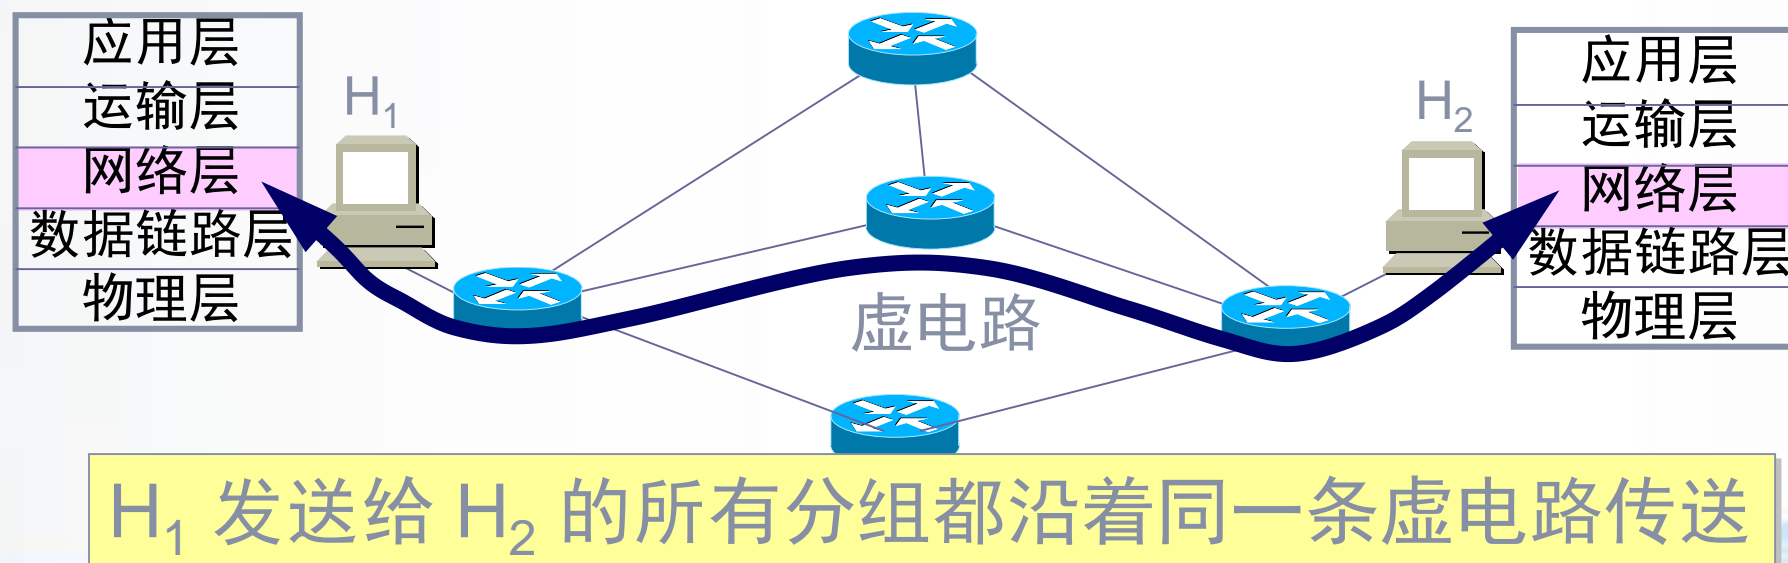 应用层
运输层
网络层
数据链路层
物理层
H₁
虚电路
H₂
应用层
运输层
网络层
数据链路层
物理层
H₁ 发送给 H₂ 的所有分组都沿着同一条虚电路传送